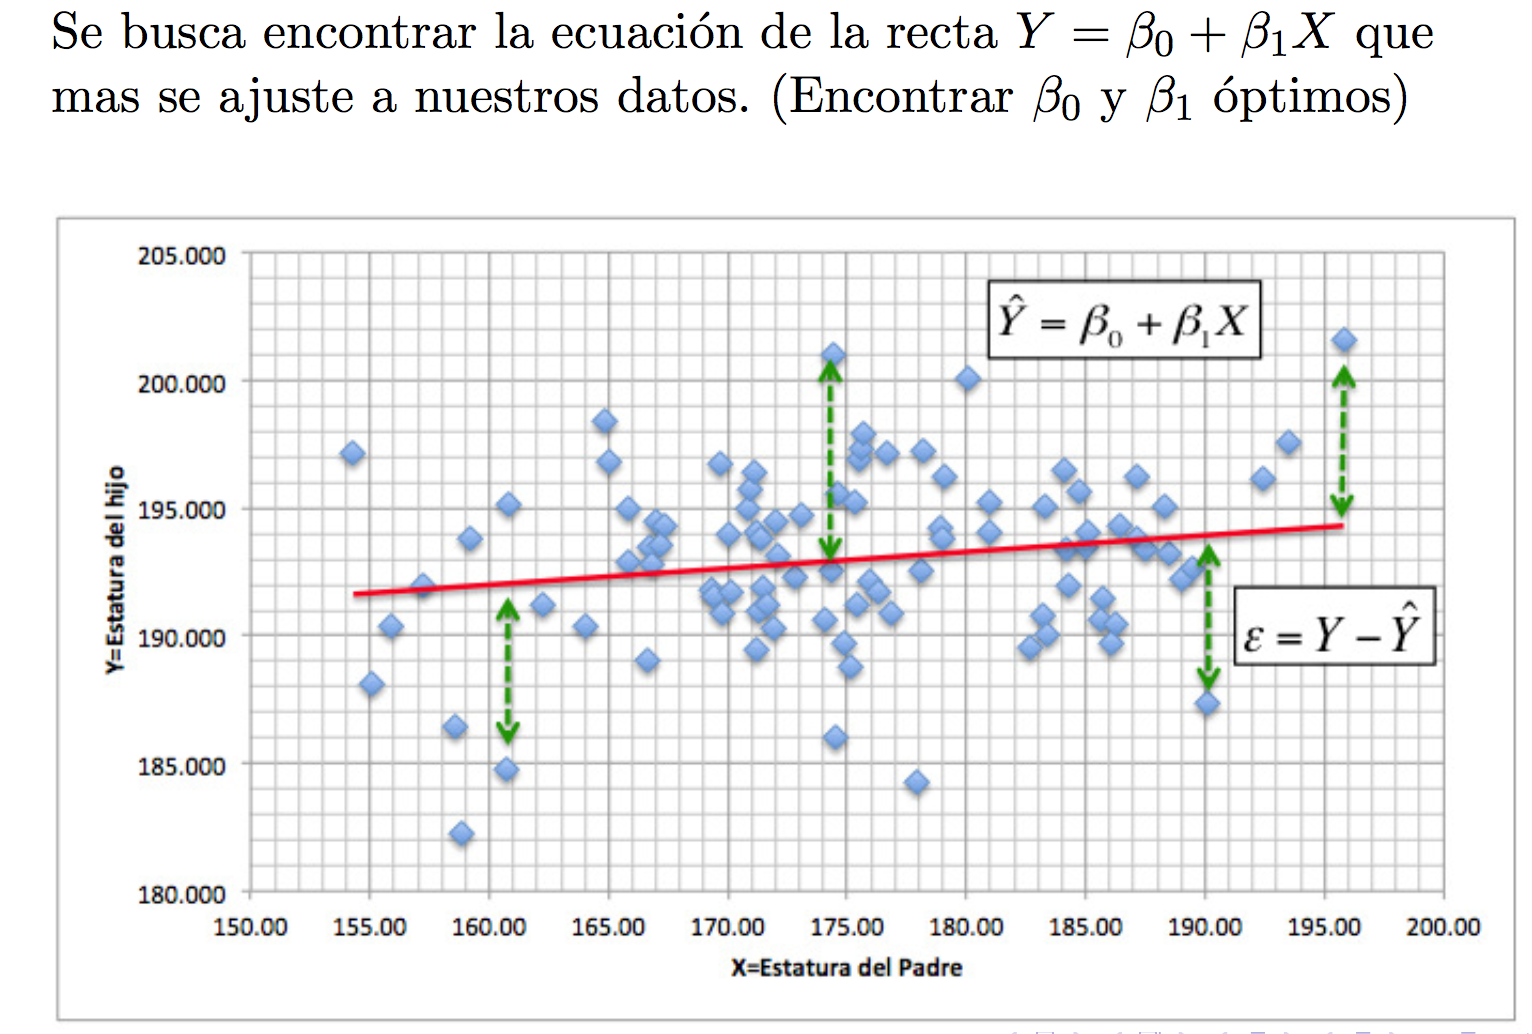 Se busca encontrar la ecuación de la recta Y = β₀ + β₁X que
mas se ajuste a nuestros datos. (Encontrar β₀ y β₁ óptimos)
205.000
Ŷ = β₀ + β₁X
200.000
195.000
190.000
ε = Y − Ŷ
185.000
180.000
Y=Estatura del hijo
150.00 155.00 160.00 165.00 170.00 175.00 180.00 185.00 190.00 195.00 200.00
X=Estatura del Padre